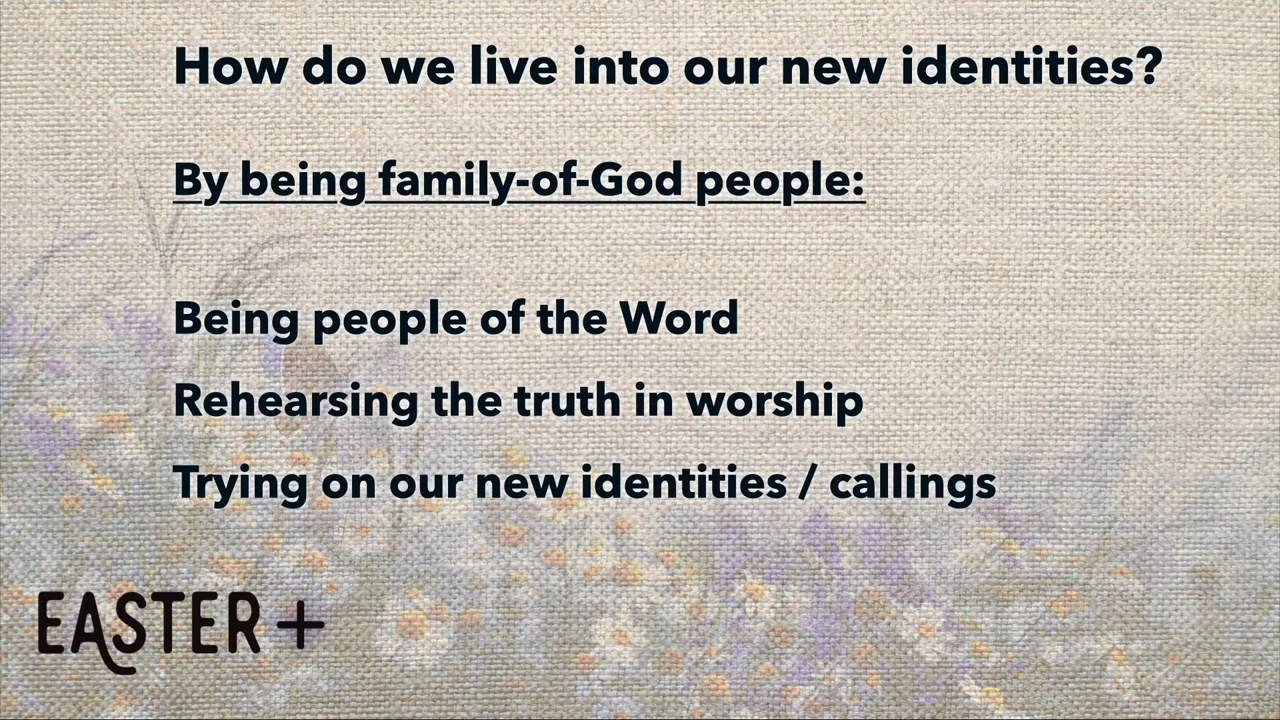 How do we live into our new identities?
By being family-of-God people:
Being people of the Word
Rehearsing the truth in worship
Trying on our new identities / callings
EASTER +